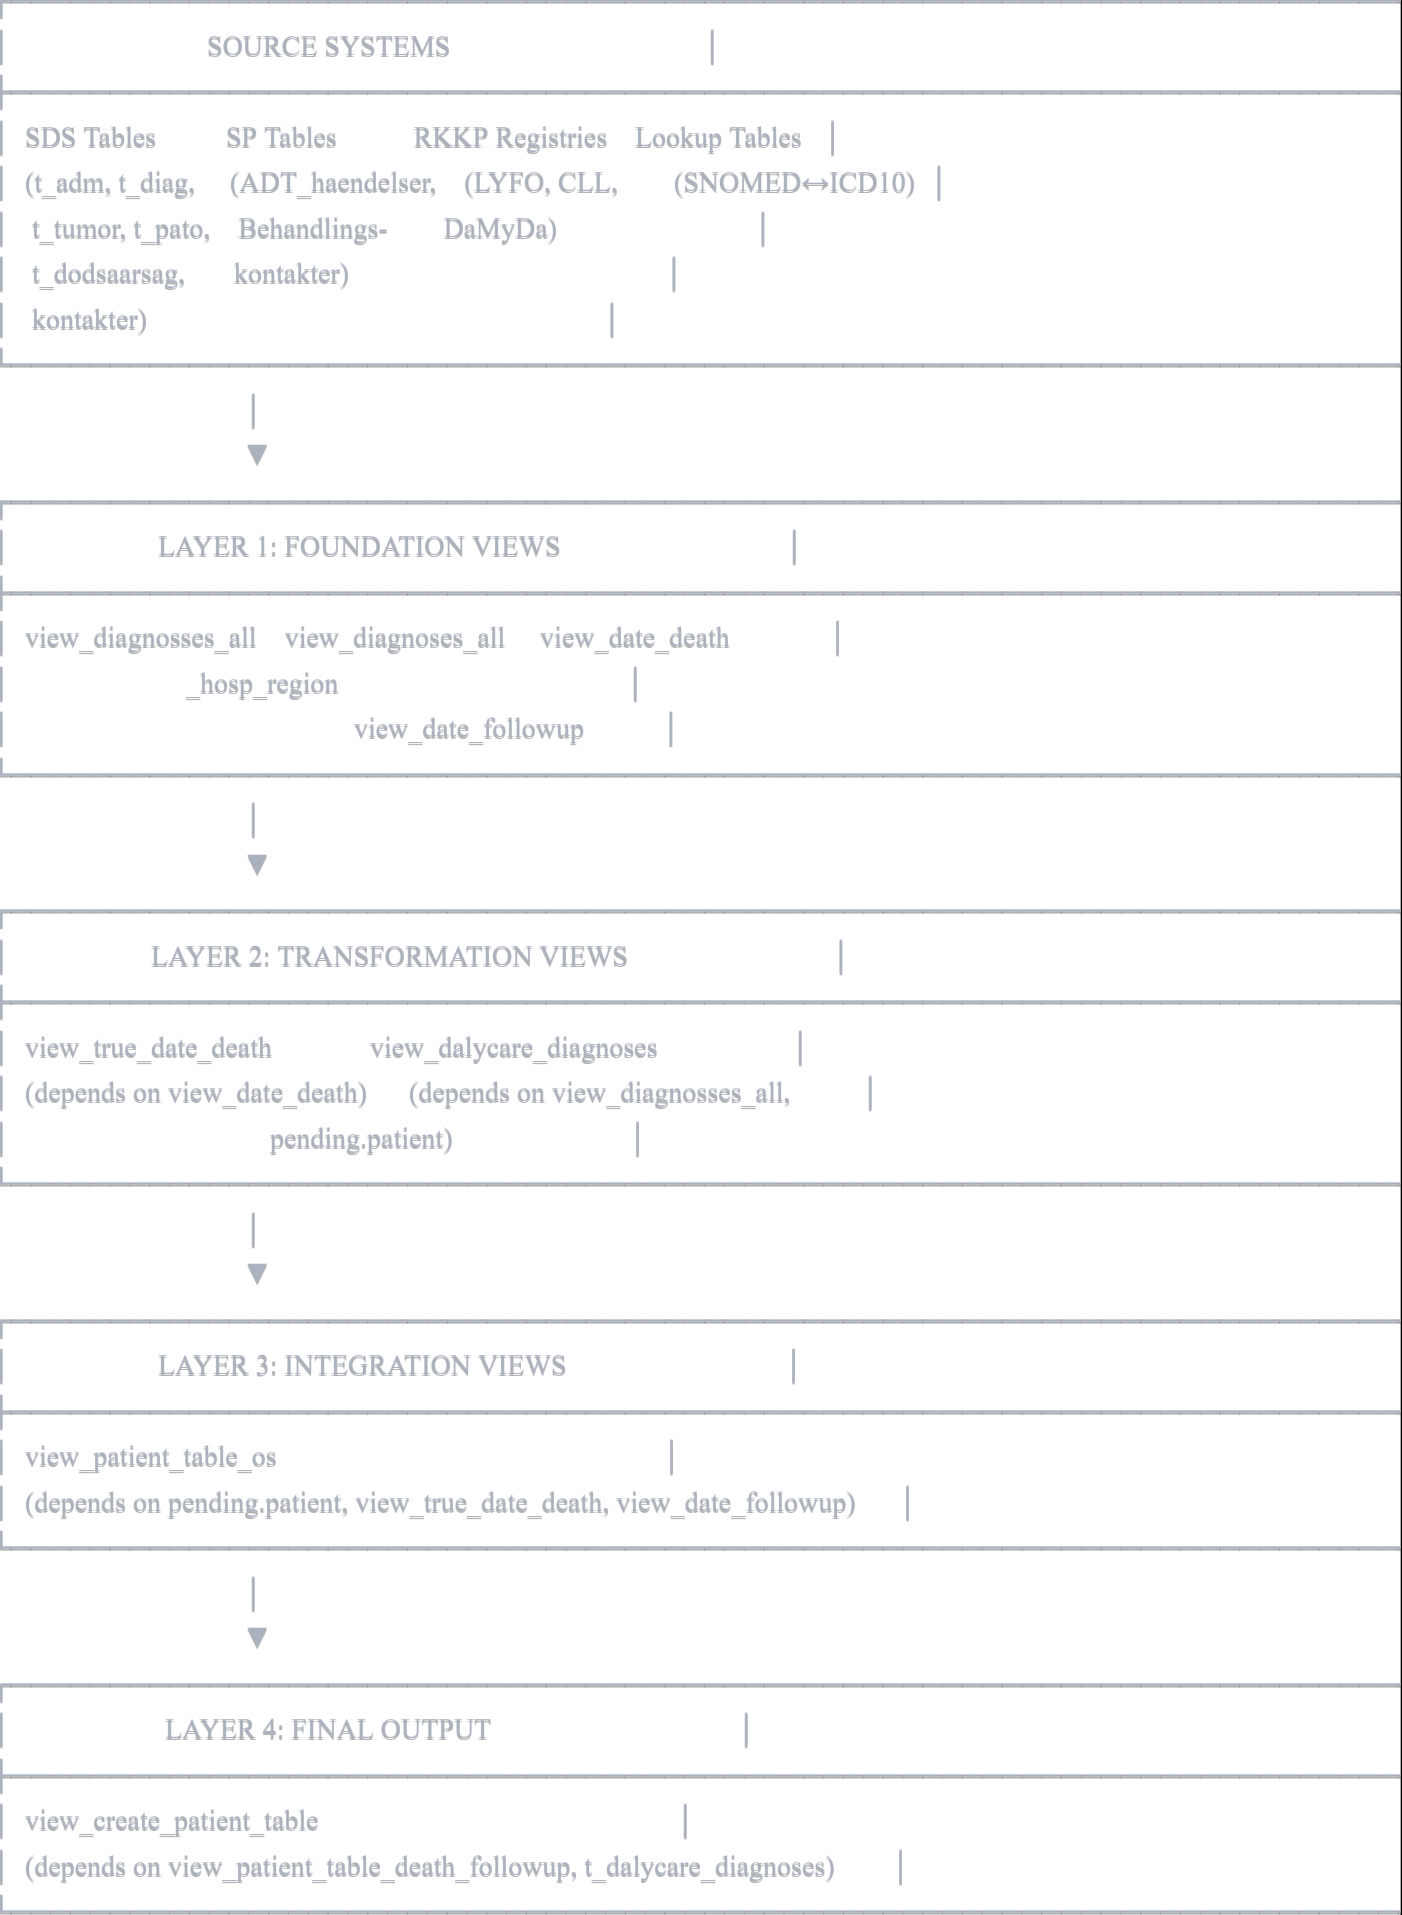 SOURCE SYSTEMS
SDS Tables SP Tables RKKP Registries Lookup Tables
(t_adm, t_diag, (ADT_haendelser, (LYFO, CLL, (SNOMED↔ICD10)
t_tumor, t_pato, Behandlings- DaMyDa)
t_dodsaarsag, kontakter)
kontakter)
▼
LAYER 1: FOUNDATION VIEWS
view_diagnosses_all view_diagnoses_all view_date_death
_hosp_region
view_date_followup
▼
LAYER 2: TRANSFORMATION VIEWS
view_true_date_death view_dalycare_diagnoses
(depends on view_date_death) (depends on view_diagnosses_all,
pending.patient)
▼
LAYER 3: INTEGRATION VIEWS
view_patient_table_os
(depends on pending.patient, view_true_date_death, view_date_followup)
▼
LAYER 4: FINAL OUTPUT
view_create_patient_table
(depends on view_patient_table_death_followup, t_dalycare_diagnoses)